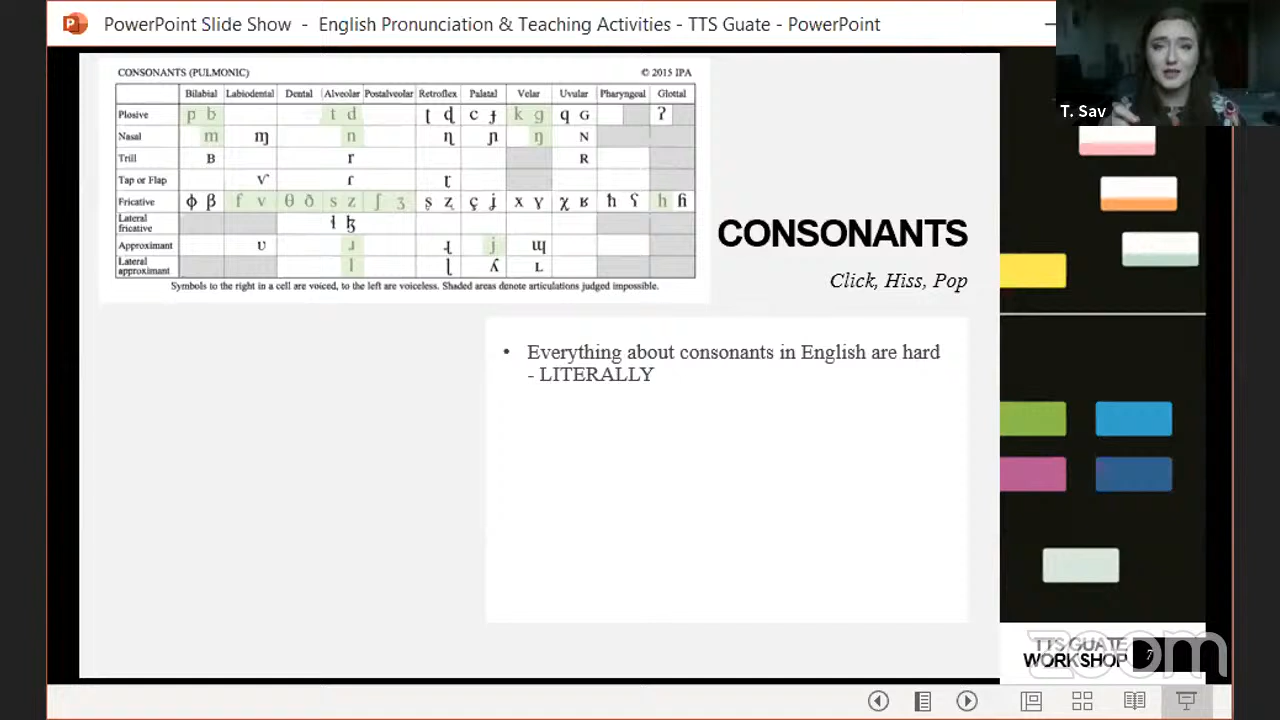 PowerPoint Slide Show - English Pronunciation & Teaching Activities - TTS Guate - PowerPoint
T. Sav
CONSONANTS (PULMONIC) © 2015 IPA
Bilabial Labiodental Dental Alveolar Postalveolar Retroflex Palatal Velar Uvular Pharyngeal Glottal
Plosive p b t d ʈ ɖ c ɟ k ɡ q ɢ ʔ
Nasal m ɱ n ɳ ɲ ŋ ɴ
Trill ʙ r ʀ
Tap or Flap ⱱ ɾ ɽ
Fricative ɸ β f v θ ð s z ʃ ʒ ʂ ʐ ç ʝ x ɣ χ ʁ ħ ʕ h ɦ
Lateral
fricative ɬ ɮ
Approximant ʋ ɹ ɻ j ɰ
Lateral
approximant l ɭ ʎ ʟ
Symbols to the right in a cell are voiced, to the left are voiceless. Shaded areas denote articulations judged impossible.
CONSONANTS
Click, Hiss, Pop
• Everything about consonants in English are hard
- LITERALLY
TTS GUATE
WORKSHOP 7
zoom